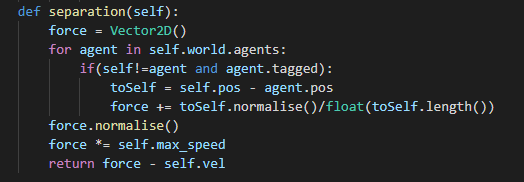 def separation(self):
    force = Vector2D()
    for agent in self.world.agents:
        if(self!=agent and agent.tagged):
            toSelf = self.pos - agent.pos
            force += toSelf.normalise()/float(toSelf.length())
    force.normalise()
    force *= self.max_speed
    return force - self.vel